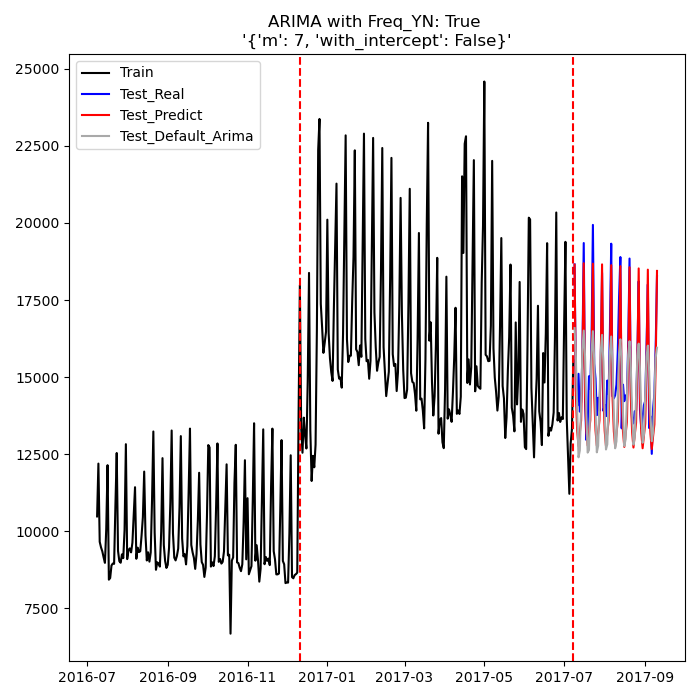 ARIMA with Freq_YN: True
'{'m': 7, 'with_intercept': False}'
25000
22500
20000
17500
15000
12500
10000
7500
Train
Test_Real
Test_Predict
Test_Default_Arima
2016-07 2016-09 2016-11 2017-01 2017-03 2017-05 2017-07 2017-09